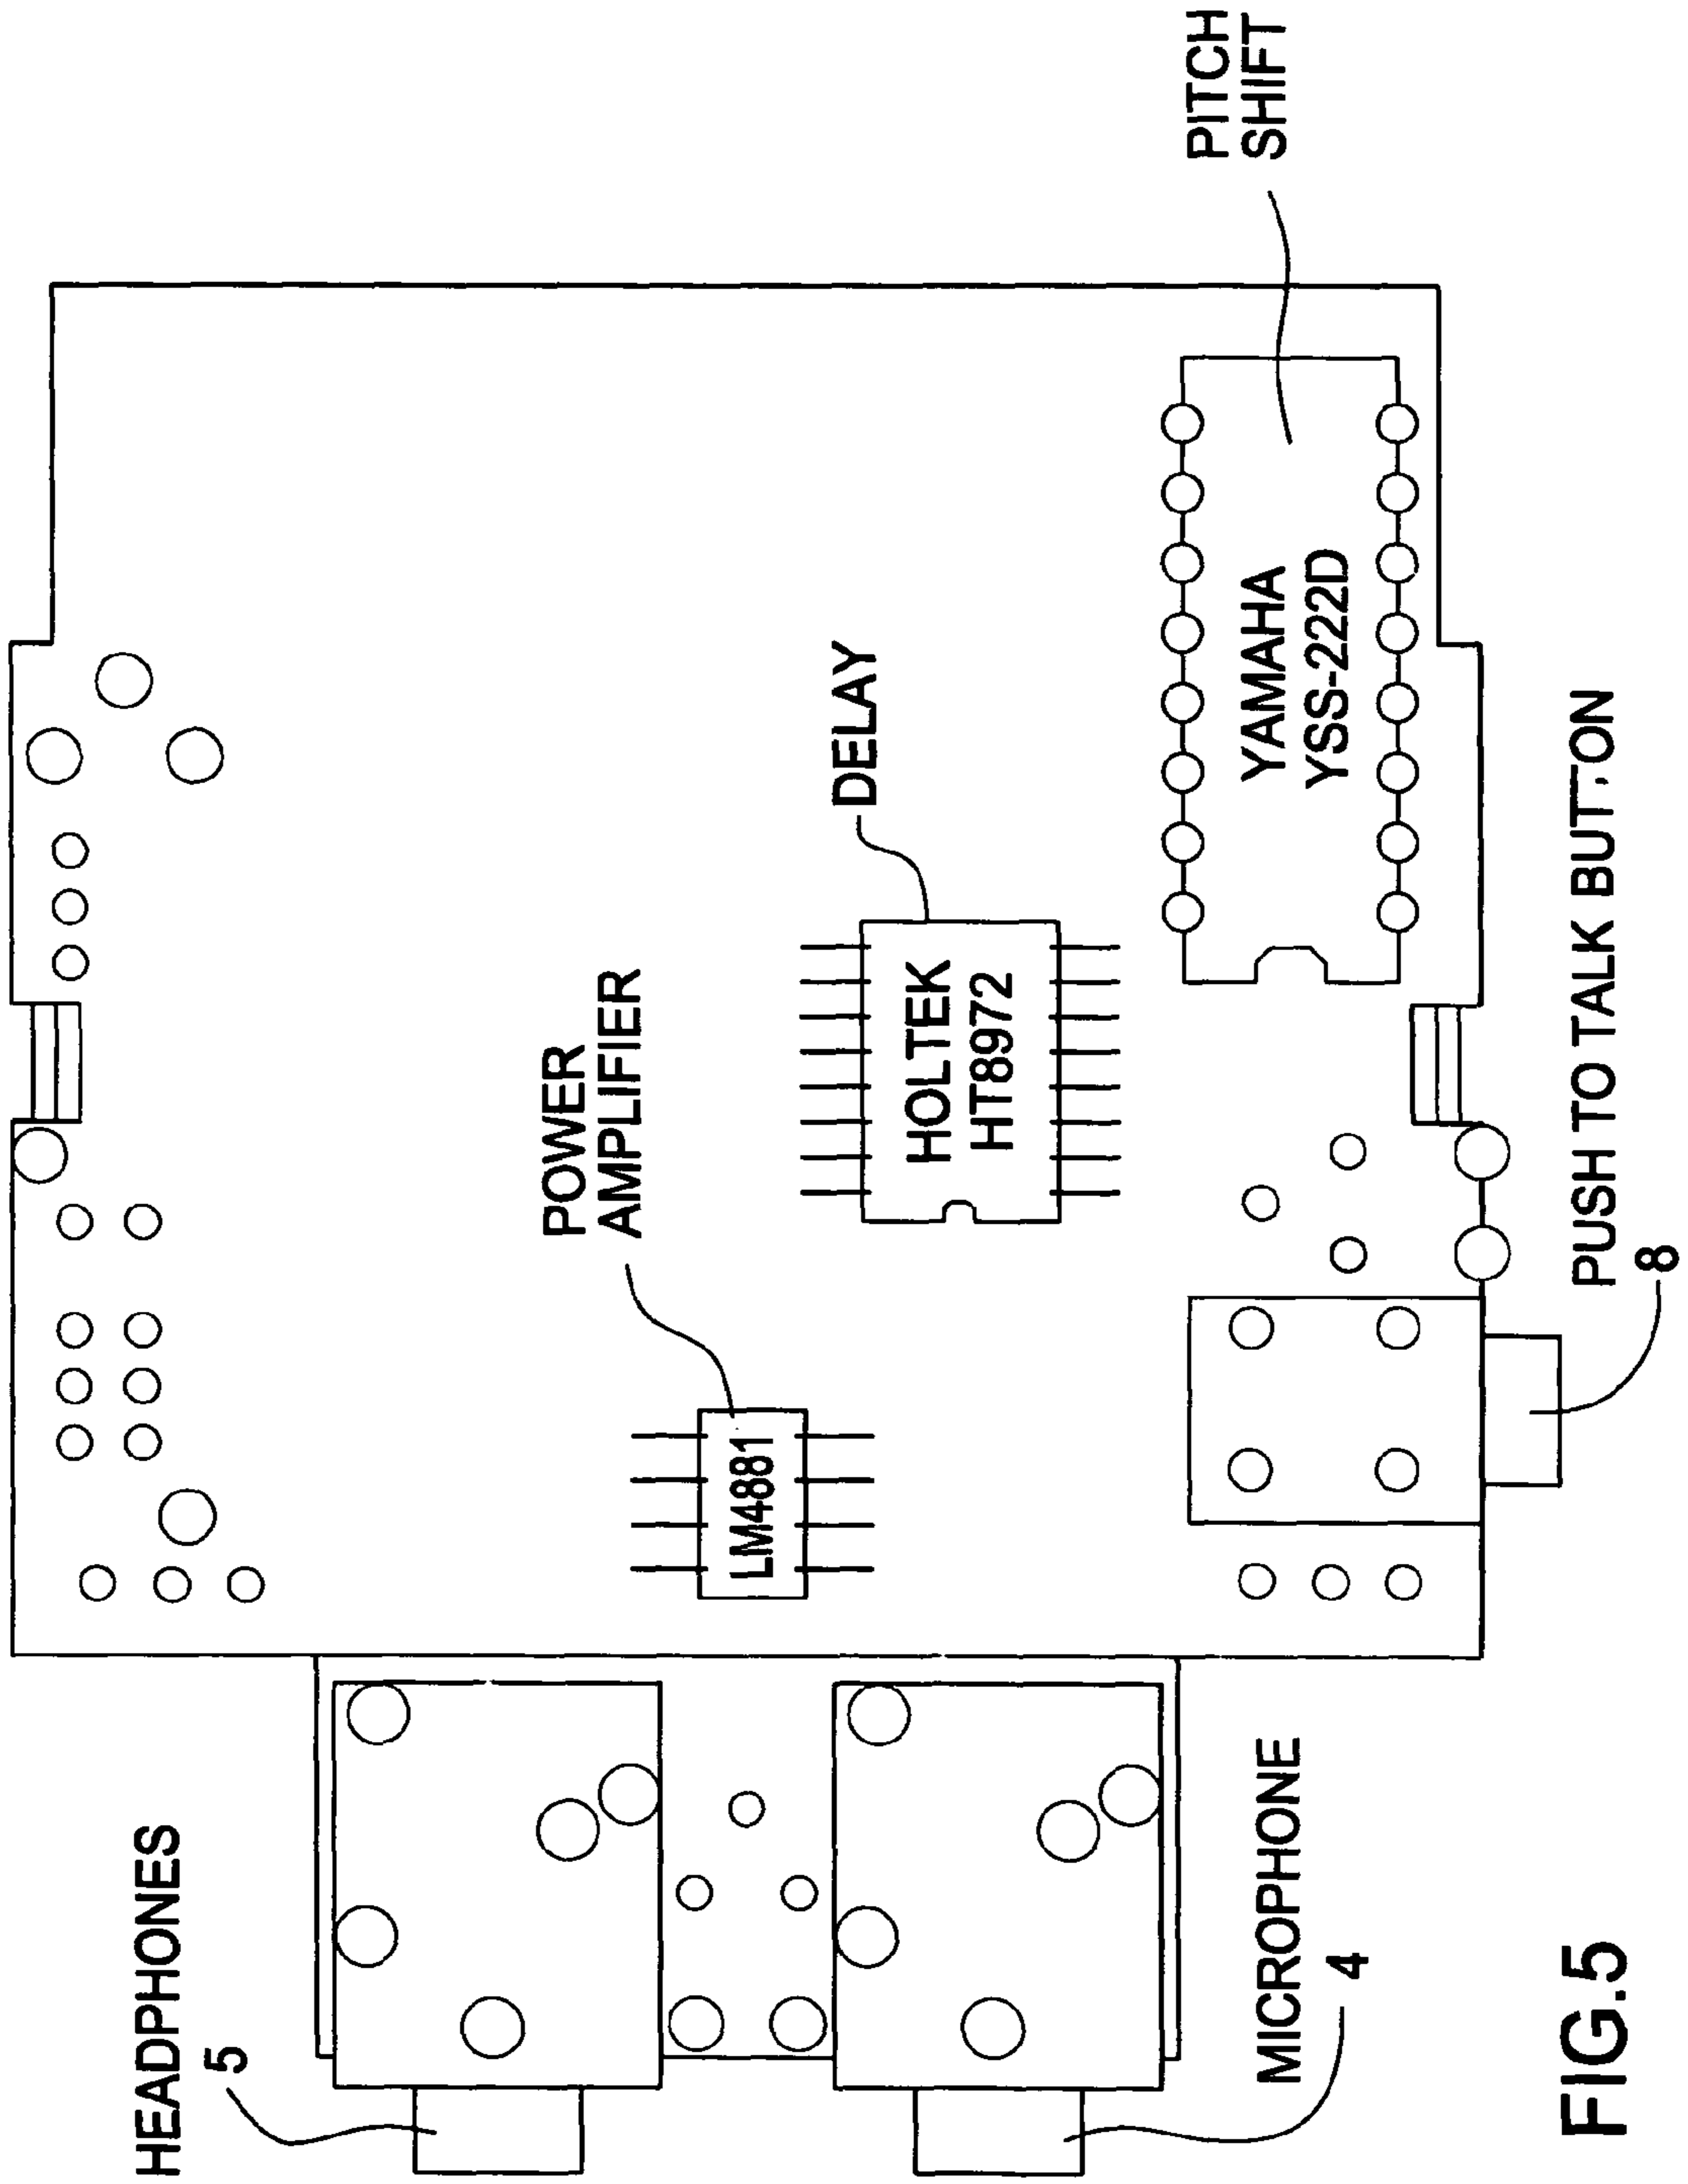 HEADPHONES
5
POWER
AMPLIFIER
LM4881
DELAY
HOLTEK
HT8972
PITCH
SHIFT
YAMAHA
YSS-222D
MICROPHONE
4
PUSH TO TALK BUTTON
8
FIG.5